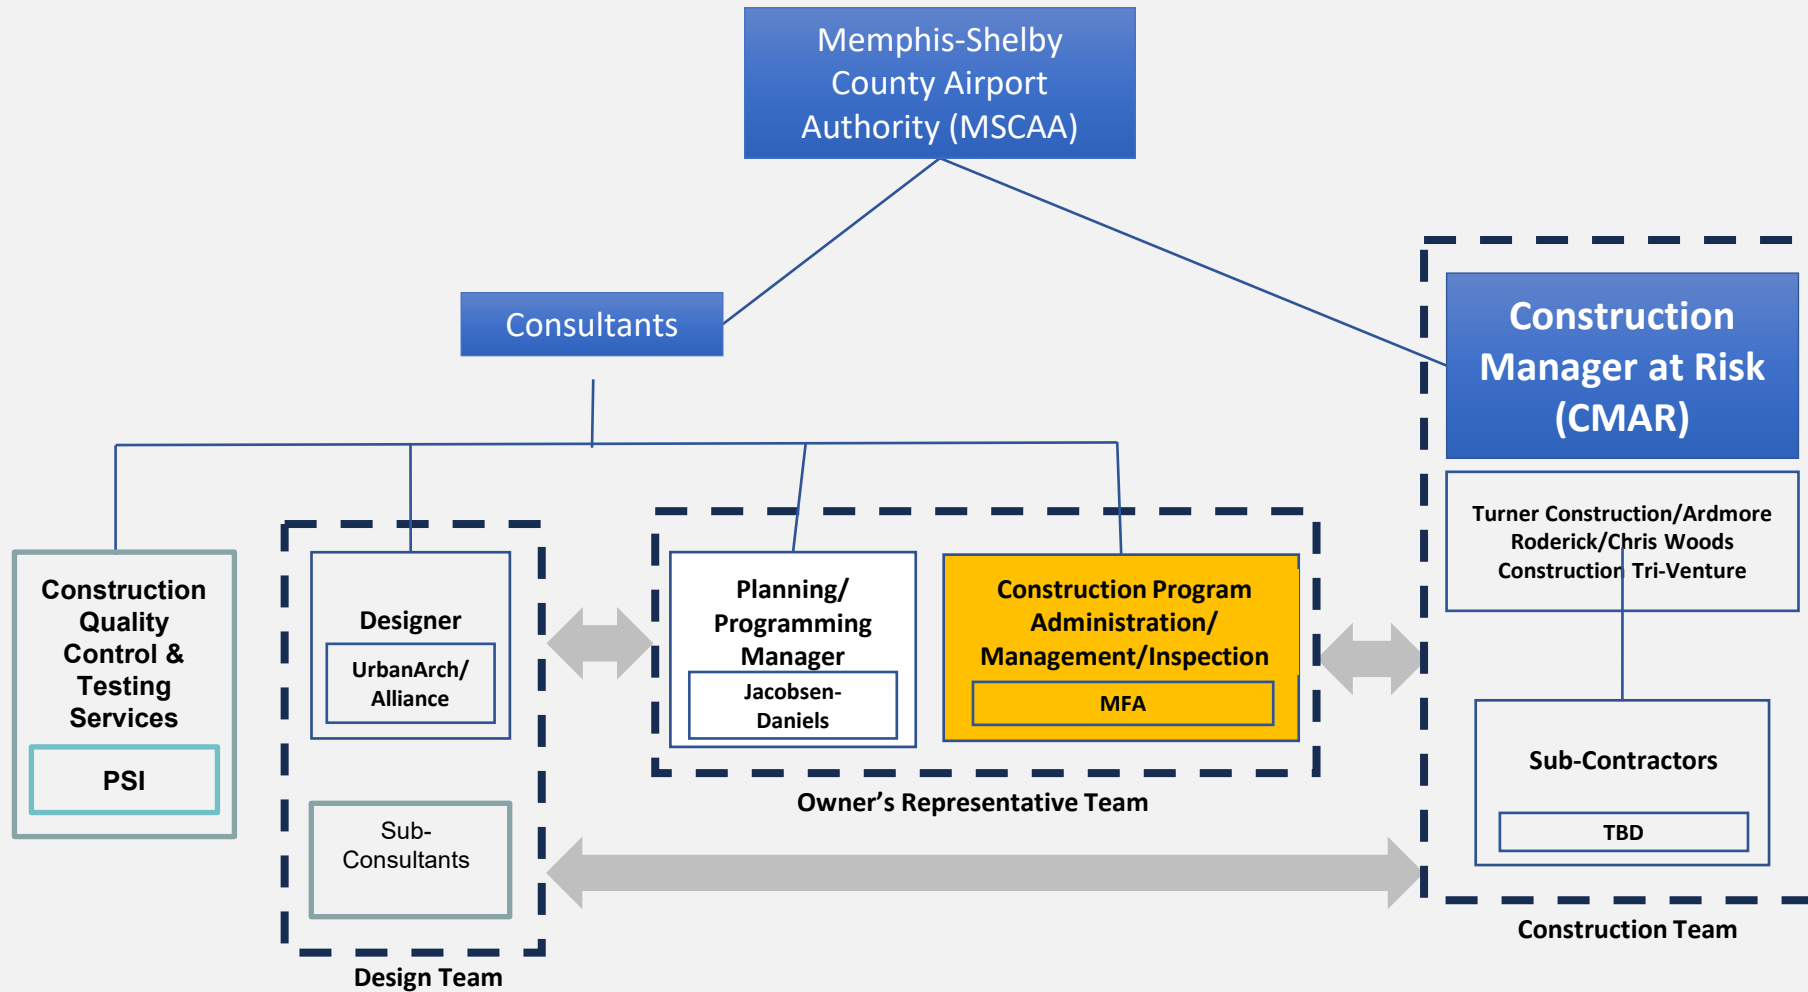 Memphis-Shelby
County Airport
Authority (MSCAA)
Consultants
Construction
Manager at Risk
(CMAR)
Turner Construction/Ardmore
Roderick/Chris Woods
Construction Tri-Venture
Construction
Quality
Control &
Testing
Services
PSI
Designer
UrbanArch/
Alliance
Sub-
Consultants
Design Team
Planning/
Programming
Manager
Jacobsen-
Daniels
Construction Program
Administration/
Management/Inspection
MFA
Owner’s Representative Team
Sub-Contractors
TBD
Construction Team